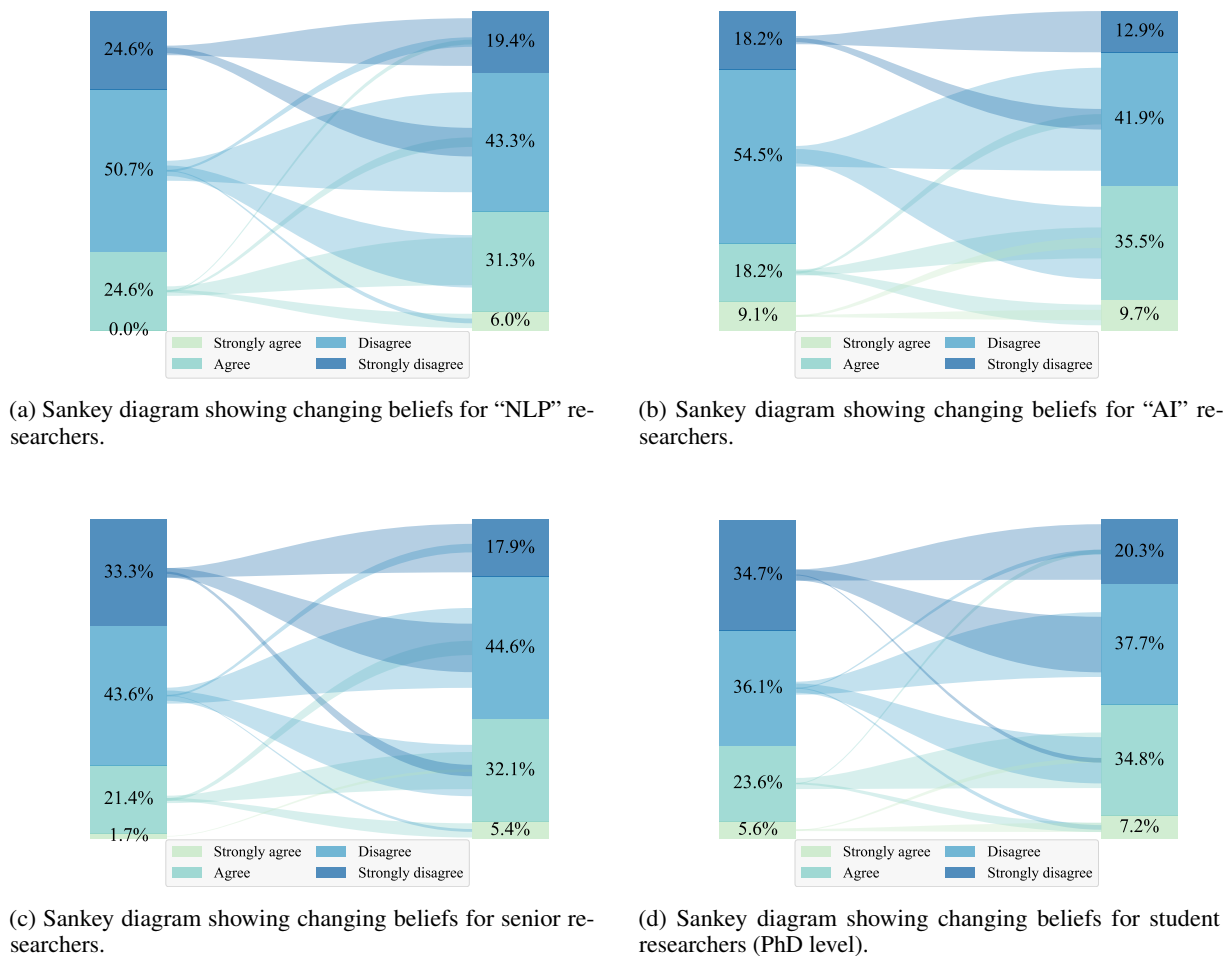 24.6%
50.7%
24.6%
0.0%
19.4%
43.3%
31.3%
6.0%
Strongly agree
Agree
Disagree
Strongly disagree
(a) Sankey diagram showing changing beliefs for “NLP” re-
searchers.
18.2%
54.5%
18.2%
9.1%
12.9%
41.9%
35.5%
9.7%
Strongly agree
Agree
Disagree
Strongly disagree
(b) Sankey diagram showing changing beliefs for “AI” re-
searchers.
33.3%
43.6%
21.4%
1.7%
17.9%
44.6%
32.1%
5.4%
Strongly agree
Agree
Disagree
Strongly disagree
(c) Sankey diagram showing changing beliefs for senior re-
searchers.
34.7%
36.1%
23.6%
5.6%
20.3%
37.7%
34.8%
7.2%
Strongly agree
Agree
Disagree
Strongly disagree
(d) Sankey diagram showing changing beliefs for student
researchers (PhD level).